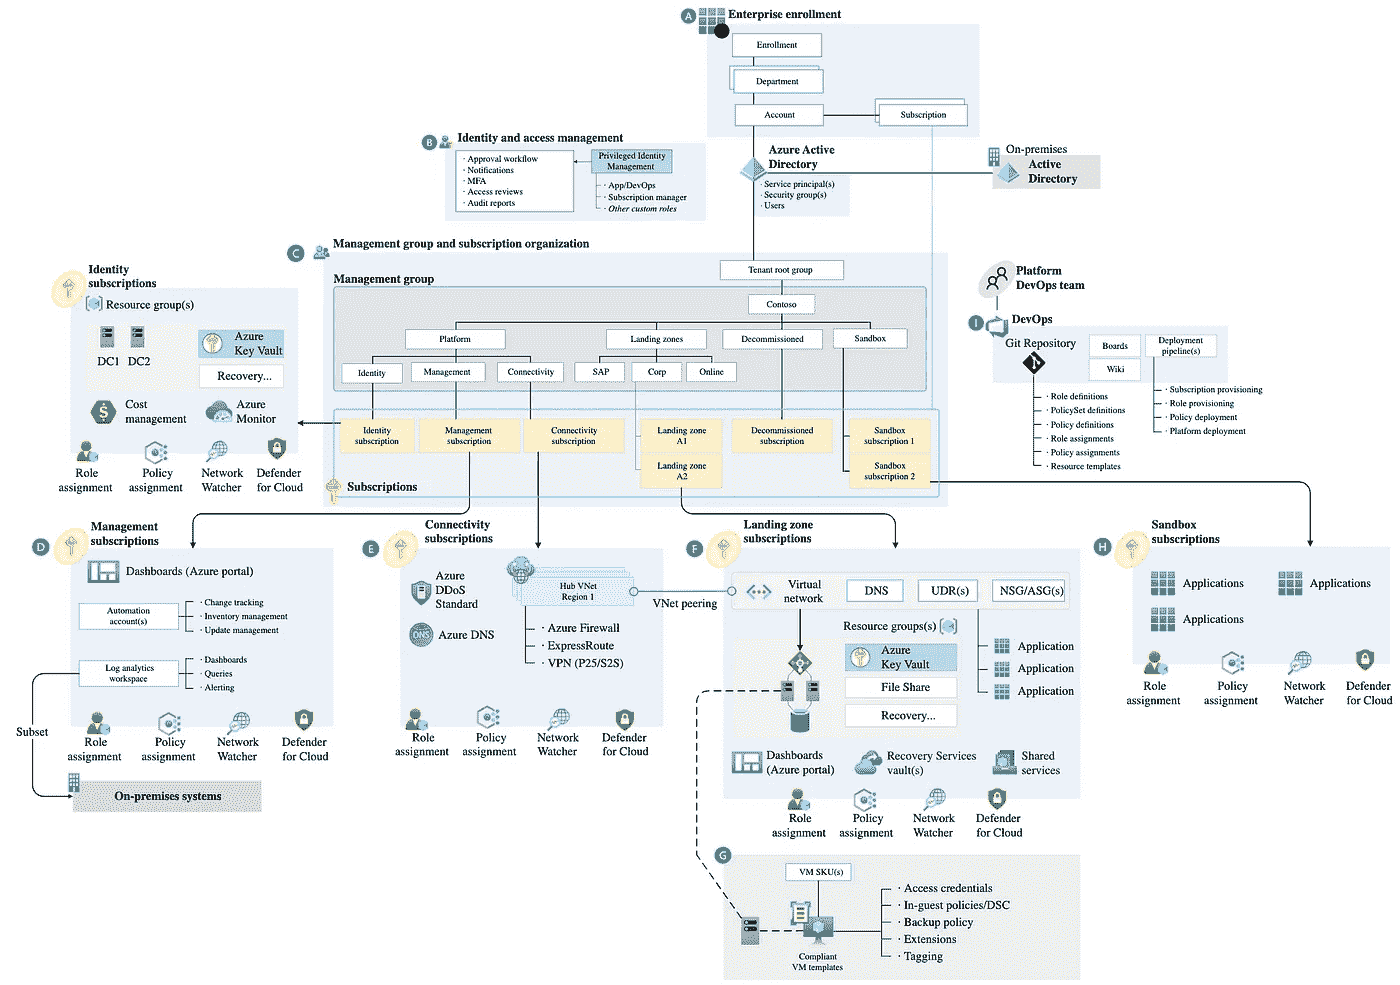 A
Enterprise enrollment
Enrollment
Department
Account
Subscription
B
Identity and access management
· Approval workflow
· Notifications
· MFA
· Access reviews
· Audit reports
Privileged Identity
Management
· App/DevOps
· Subscription manager
· Other custom roles
Azure Active
Directory
· Service principal(s)
· Security group(s)
· Users
On-premises
Active
Directory
C
Management group and subscription organization
Management group
Tenant root group
Contoso
Platform
Landing zones
Decommissioned
Sandbox
Identity
Management
Connectivity
SAP
Corp
Online
Identity
subscription
Management
subscription
Connectivity
subscription
Landing zone
A1
Landing zone
A2
Decommissioned
subscription
Sandbox
subscription 1
Sandbox
subscription 2
Subscriptions
Identity
subscriptions
Resource group(s)
DC1
DC2
Azure
Key Vault
Recovery...
Cost
management
Azure
Monitor
Role
assignment
Policy
assignment
Network
Watcher
Defender
for Cloud
Platform
DevOps team
I
DevOps
Git Repository
Boards
Wiki
Deployment
pipeline(s)
· Role definitions
· PolicySet definitions
· Policy definitions
· Role assignments
· Policy assignments
· Resource templates
· Subscription provisioning
· Role provisioning
· Policy deployment
· Platform deployment
D
Management
subscriptions
Dashboards (Azure portal)
Automation
account(s)
· Change tracking
· Inventory management
· Update management
Log analytics
workspace
· Dashboards
· Queries
· Alerting
Subset
Role
assignment
Policy
assignment
Network
Watcher
Defender
for Cloud
On-premises systems
E
Connectivity
subscriptions
Azure
DDoS
Standard
DNS
Azure DNS
Hub VNet
Region 1
· Azure Firewall
· ExpressRoute
· VPN (P25/S2S)
VNet peering
Role
assignment
Policy
assignment
Network
Watcher
Defender
for Cloud
F
Landing zone
subscriptions
Virtual
network
DNS
UDR(s)
NSG/ASG(s)
Resource groups(s)
Azure
Key Vault
File Share
Recovery...
Application
Application
Application
Dashboards
(Azure portal)
Recovery Services
vault(s)
Shared
services
Role
assignment
Policy
assignment
Network
Watcher
Defender
for Cloud
G
VM SKU(s)
Compliant
VM templates
· Access credentials
· In-guest policies/DSC
· Backup policy
· Extensions
· Tagging
H
Sandbox
subscriptions
Applications
Applications
Applications
Role
assignment
Policy
assignment
Network
Watcher
Defender
for Cloud